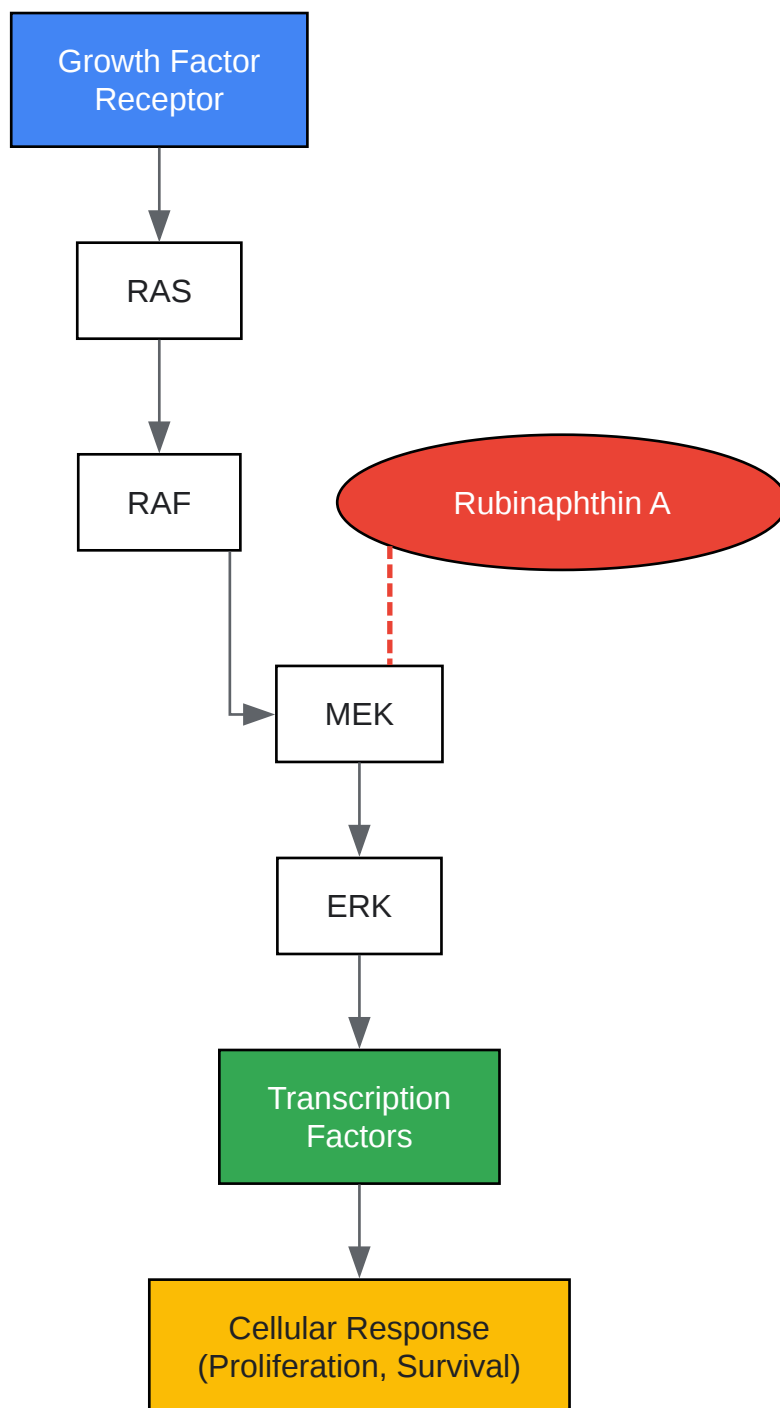 Growth Factor
Receptor
RAS
RAF
Rubinaphthin A
MEK
ERK
Transcription
Factors
Cellular Response
(Proliferation, Survival)